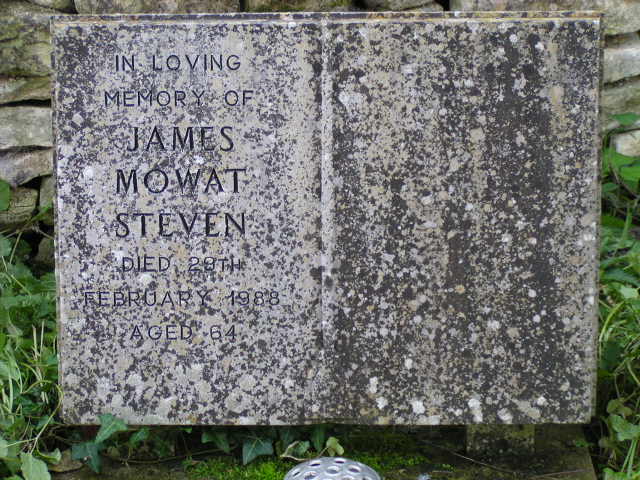 IN LOVING
MEMORY OF
JAMES
MOWAT
STEVEN
DIED 28TH
FEBRUARY 1988
AGED 64